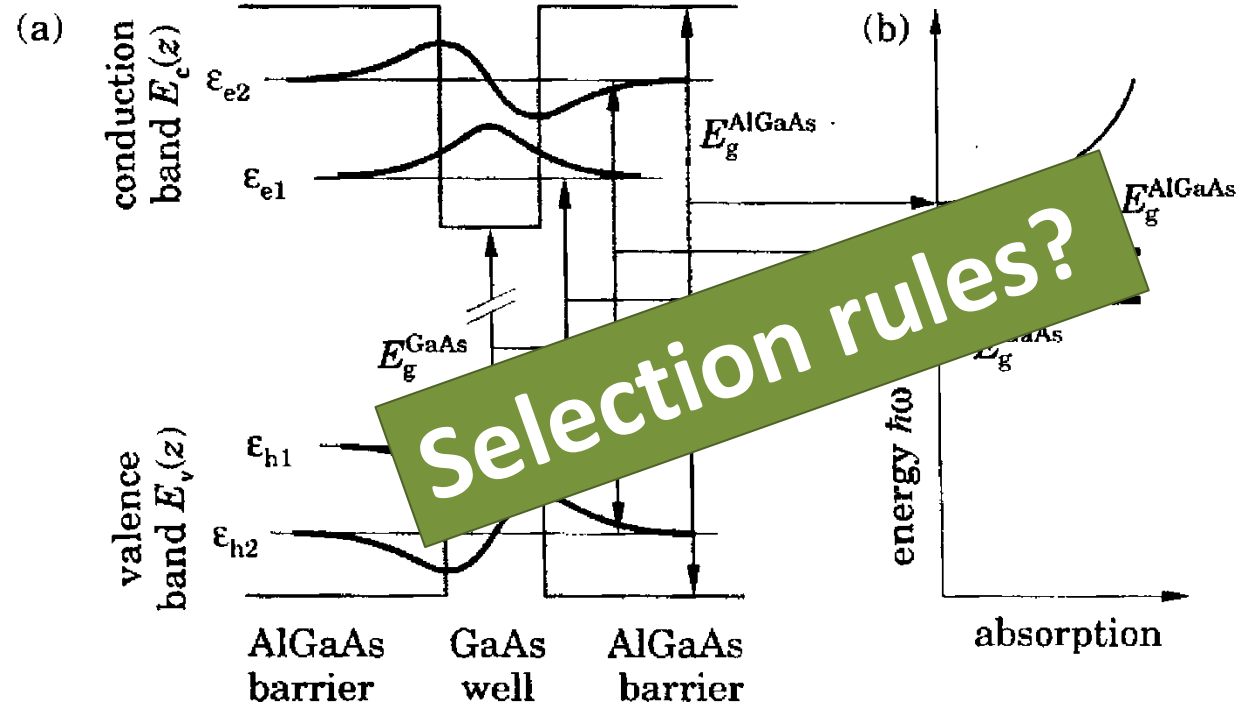 (a)
conduction
band E_c(z)
ε_e2
ε_e1
E_g^AlGaAs
E_g^GaAs
valence
band E_v(z)
ε_h1
ε_h2
AlGaAs
barrier
GaAs
well
AlGaAs
barrier
Selection rules?
(b)
E_g^AlGaAs
energy ħω
absorption